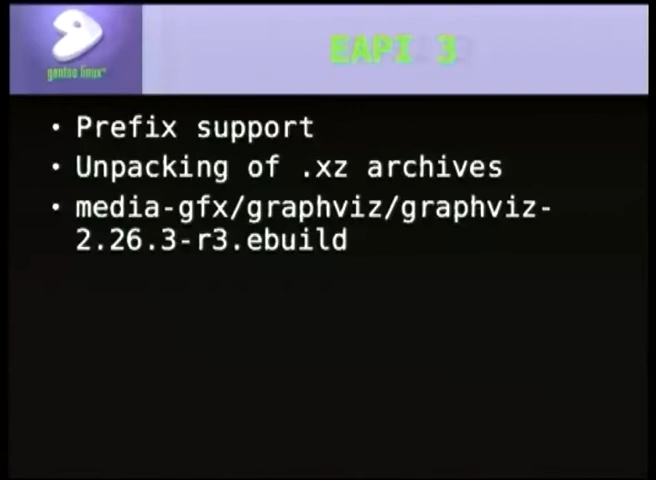 gentoo linux
EAPI 3
• Prefix support
• Unpacking of .xz archives
• media-gfx/graphviz/graphviz-
2.26.3-r3.ebuild